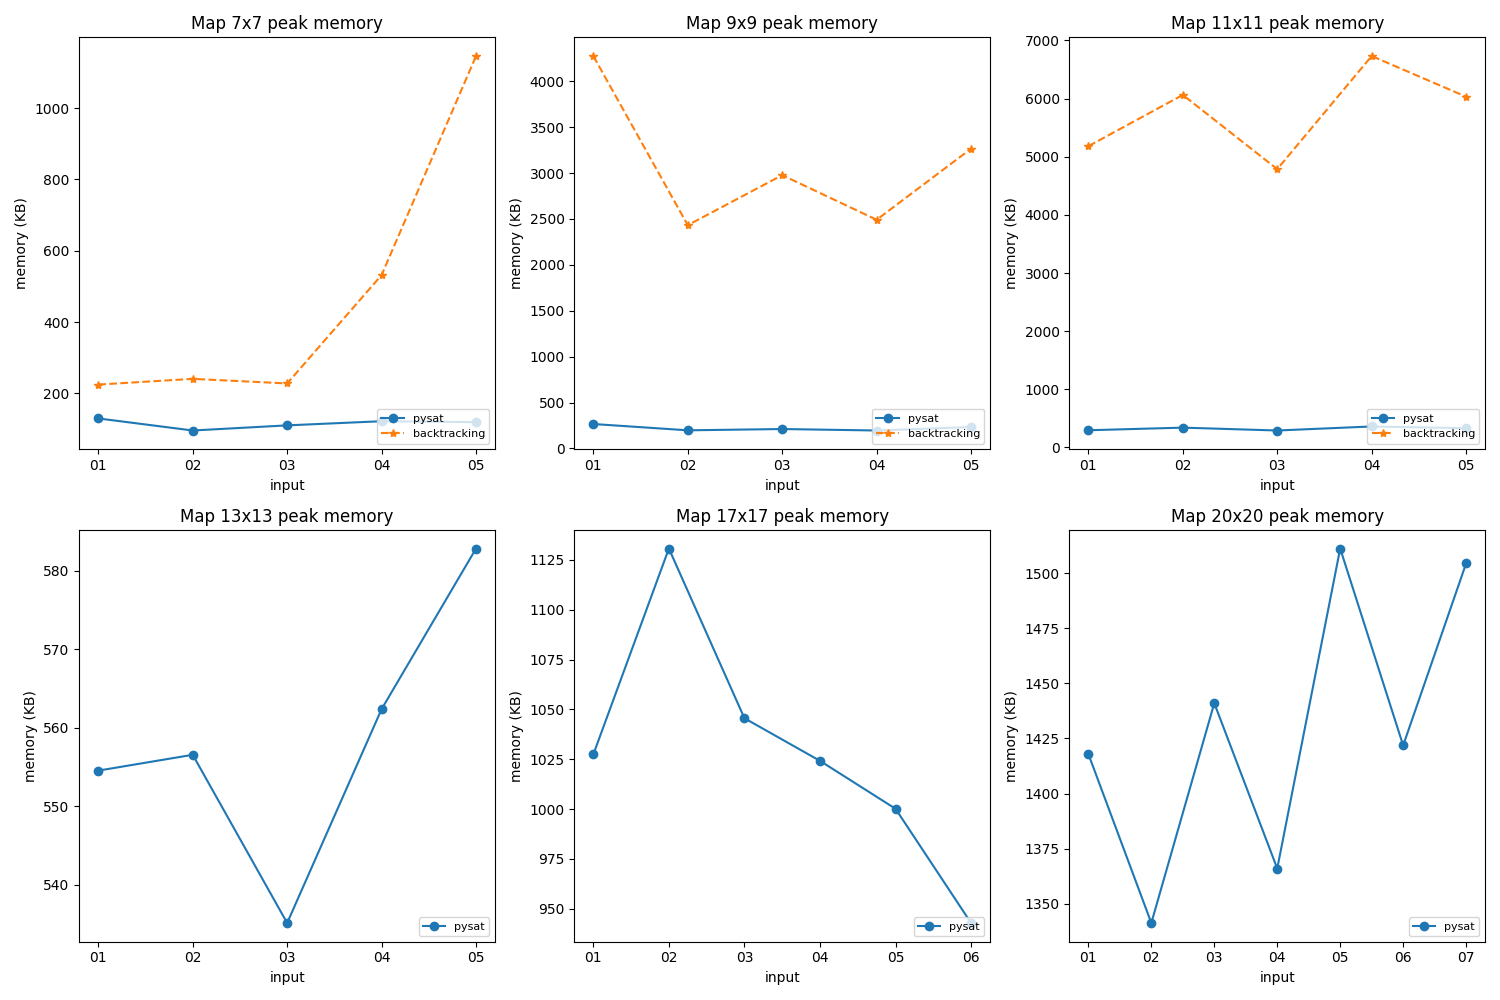 Map 7x7 peak memory
memory (KB)
1000
800
600
400
200
pysat
backtracking
01 02 03 04 05
input
Map 9x9 peak memory
memory (KB)
4000
3500
3000
2500
2000
1500
1000
500
0
pysat
backtracking
01 02 03 04 05
input
Map 11x11 peak memory
memory (KB)
7000
6000
5000
4000
3000
2000
1000
0
pysat
backtracking
01 02 03 04 05
input
Map 13x13 peak memory
memory (KB)
580
570
560
550
540
pysat
01 02 03 04 05
input
Map 17x17 peak memory
memory (KB)
1125
1100
1075
1050
1025
1000
975
950
pysat
01 02 03 04 05 06
input
Map 20x20 peak memory
memory (KB)
1500
1475
1450
1425
1400
1375
1350
pysat
01 02 03 04 05 06 07
input